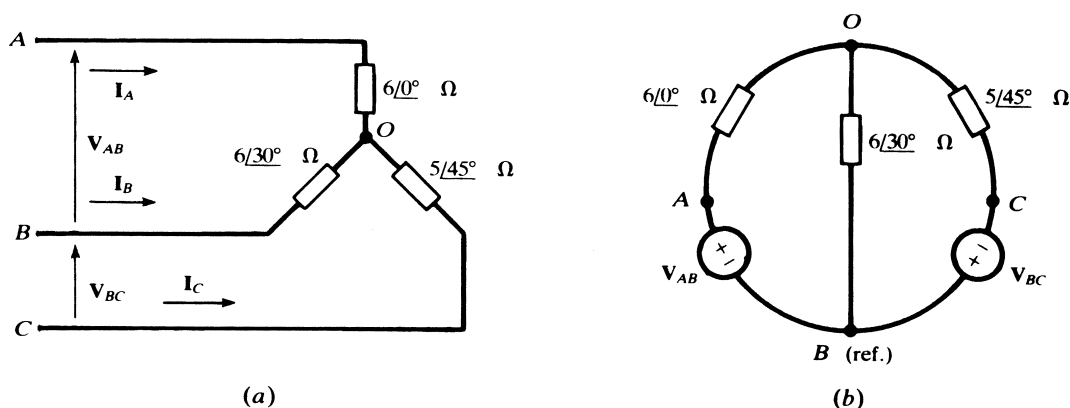 A
I_A
6/0° Ω
O
V_AB
6/30° Ω
5/45° Ω
I_B
B
V_BC
I_C
C
(a)
O
6/0° Ω
5/45° Ω
6/30° Ω
A
C
+
−
−
+
V_AB
V_BC
B (ref.)
(b)